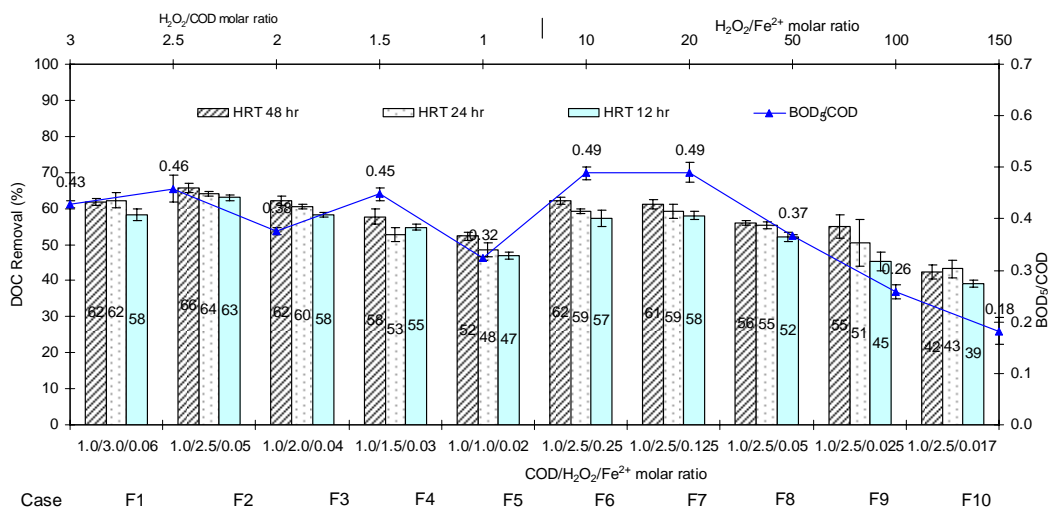 H₂O₂/COD molar ratio
H₂O₂/Fe²⁺ molar ratio
3 2.5 2 1.5 1 10 20 50 100 150
100
90
80
70
60
50
40
30
20
10
0
DOC Removal (%)
HRT 48 hr HRT 24 hr HRT 12 hr BOD₅/COD
0.43 0.46 0.38 0.45 0.32 0.49 0.49 0.37 0.26 0.18
62 62 58 66 64 63 62 60 58 58 53 55 52 48 47 62 59 57 61 59 58 56 55 52 55 51 45 42 43 39
0.7
0.6
0.5
0.4
0.3
0.2
0.1
0.0
BOD₅/COD
1.0/3.0/0.06 1.0/2.5/0.05 1.0/2.0/0.04 1.0/1.5/0.03 1.0/1.0/0.02 1.0/2.5/0.25 1.0/2.5/0.125 1.0/2.5/0.05 1.0/2.5/0.025 1.0/2.5/0.017
COD/H₂O₂/Fe²⁺ molar ratio
Case F1 F2 F3 F4 F5 F6 F7 F8 F9 F10